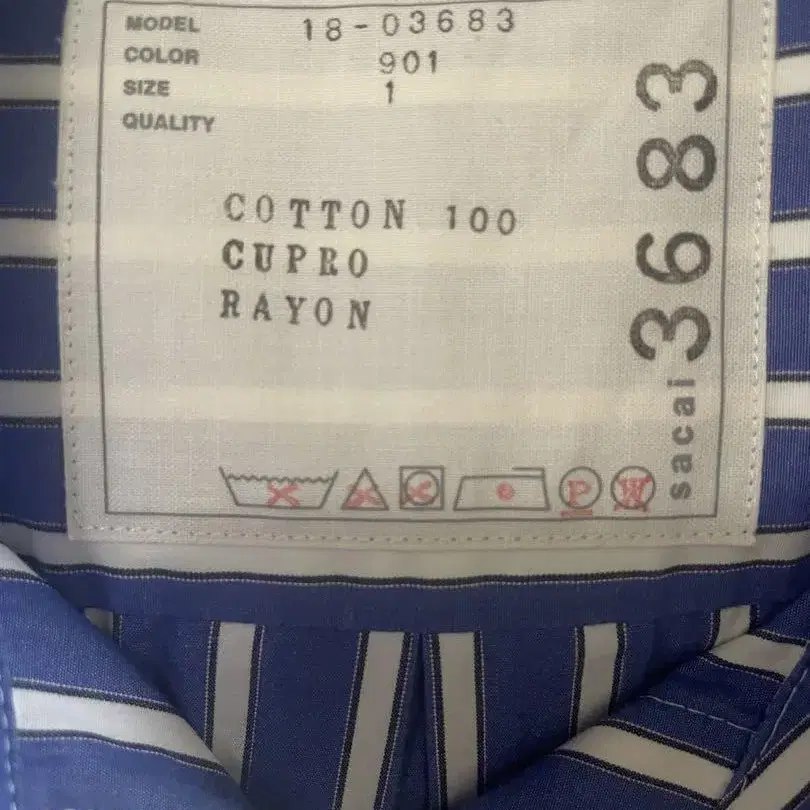 MODEL 18-03683
COLOR 901
SIZE 1
QUALITY
COTTON 100
CUPRO
RAYON
sacai 3683
P W